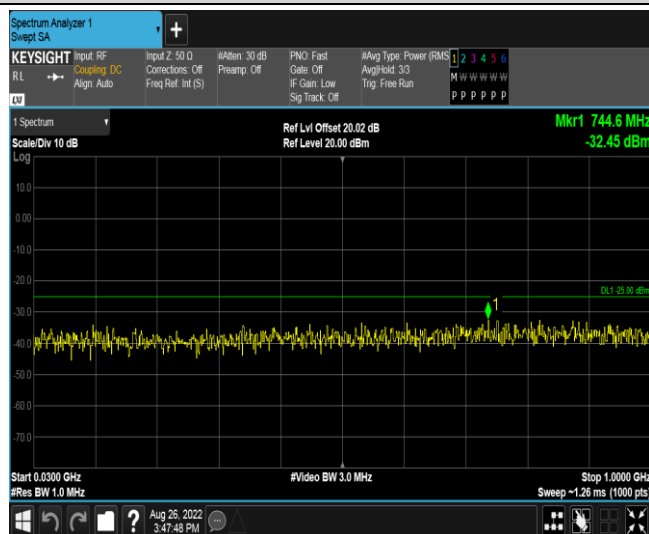 Spectrum Analyzer 1
Swept SA
+
KEYSIGHT
RL
LXI
Input: RF
Coupling: DC
Align: Auto
Input Z: 50 Ω
Corrections: Off
Freq Ref: Int (S)
#Atten: 30 dB
Preamp: Off
PNO: Fast
Gate: Off
IF Gain: Low
Sig Track: Off
#Avg Type: Power (RMS
Avg|Hold: 3/3
Trig: Free Run
1 2 3 4 5 6
M W W W W W
P P P P P P
1 Spectrum
Scale/Div 10 dB
Log
Ref Lvl Offset 20.02 dB
Ref Level 20.00 dBm
Mkr1 744.6 MHz
-32.45 dBm
10.0
0.00
-10.0
-20.0
DL1 -25.00 dBm
1
-30.0
-40.0
-50.0
-60.0
-70.0
Start 0.0300 GHz
#Res BW 1.0 MHz
#Video BW 3.0 MHz
Stop 1.0000 GHz
Sweep ~1.26 ms (1000 pts)
?
Aug 26, 2022
3:47:48 PM